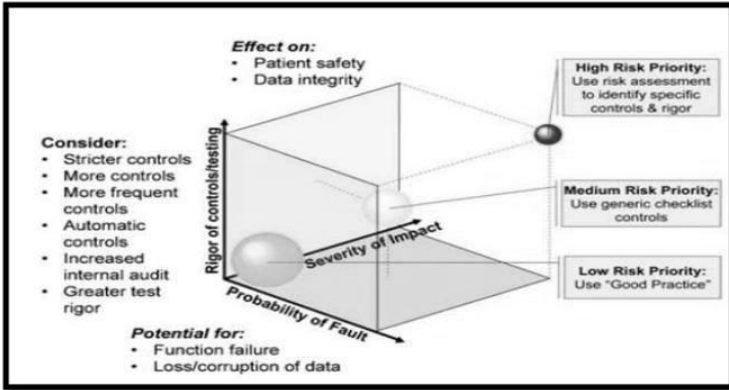 Effect on:
• Patient safety
• Data integrity
High Risk Priority:
Use risk assessment
to identify specific
controls & rigor
Consider:
• Stricter controls
• More controls
• More frequent
controls
• Automatic
controls
• Increased
internal audit
• Greater test
rigor
Rigor of controls/testing
Medium Risk Priority:
Use generic checklist
controls
Severity of Impact
Low Risk Priority:
Use "Good Practice"
Probability of Fault
Potential for:
• Function failure
• Loss/corruption of data